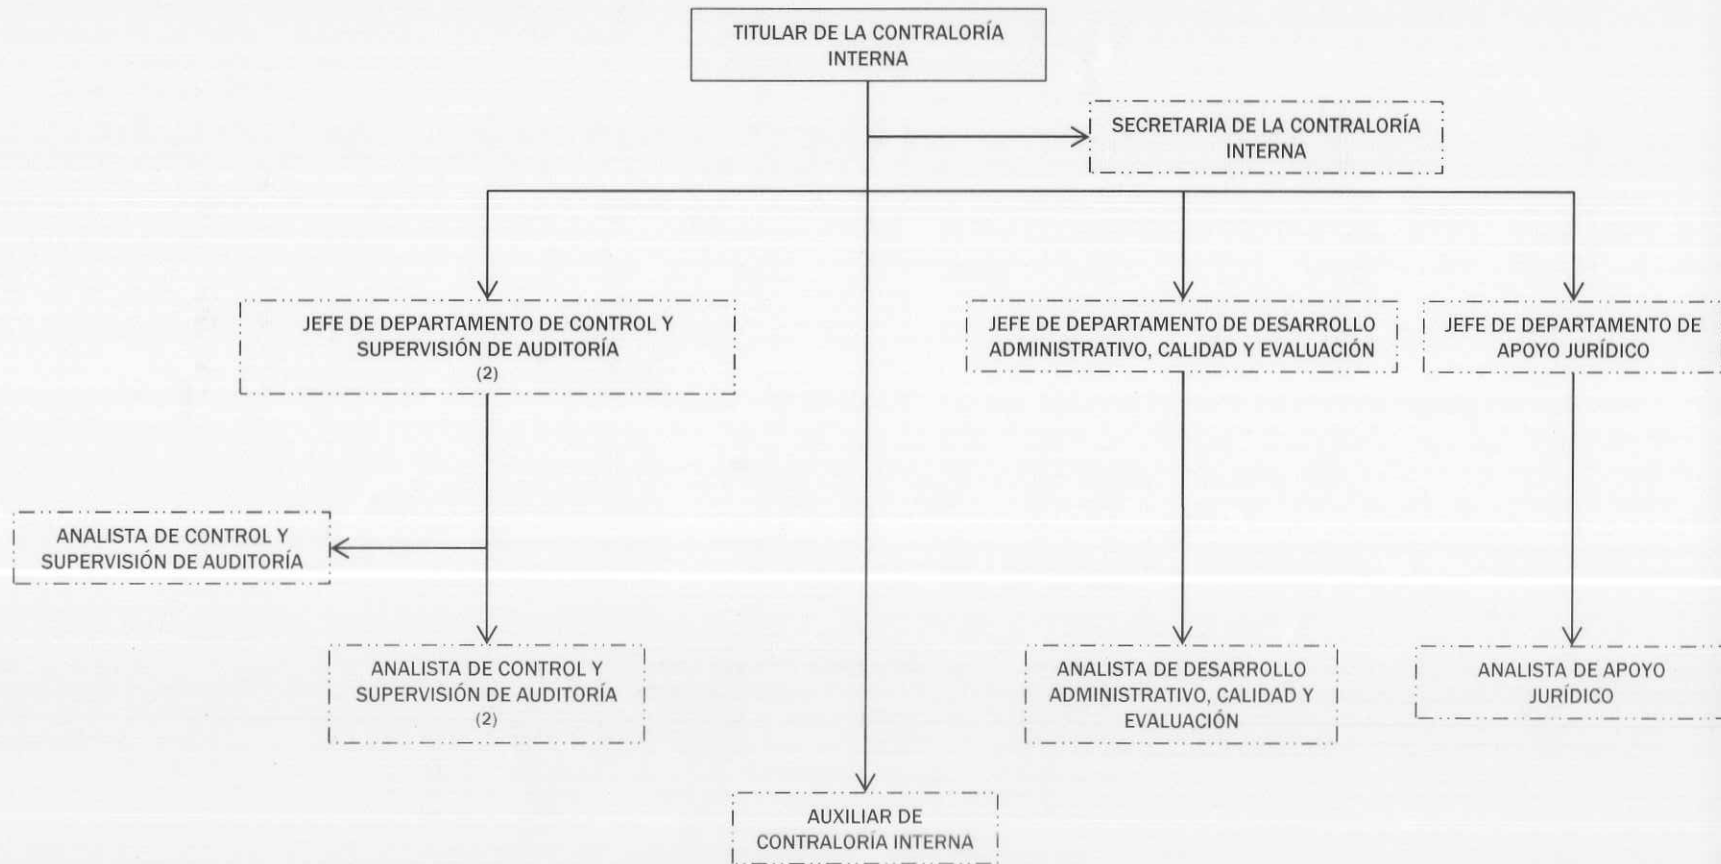 TITULAR DE LA CONTRALORÍA
INTERNA
SECRETARIA DE LA CONTRALORÍA
INTERNA
JEFE DE DEPARTAMENTO DE CONTROL Y
SUPERVISIÓN DE AUDITORÍA
(2)
JEFE DE DEPARTAMENTO DE DESARROLLO
ADMINISTRATIVO, CALIDAD Y EVALUACIÓN
JEFE DE DEPARTAMENTO DE
APOYO JURÍDICO
ANALISTA DE CONTROL Y
SUPERVISIÓN DE AUDITORÍA
ANALISTA DE CONTROL Y
SUPERVISIÓN DE AUDITORÍA
(2)
ANALISTA DE DESARROLLO
ADMINISTRATIVO, CALIDAD Y
EVALUACIÓN
ANALISTA DE APOYO
JURÍDICO
AUXILIAR DE
CONTRALORÍA INTERNA